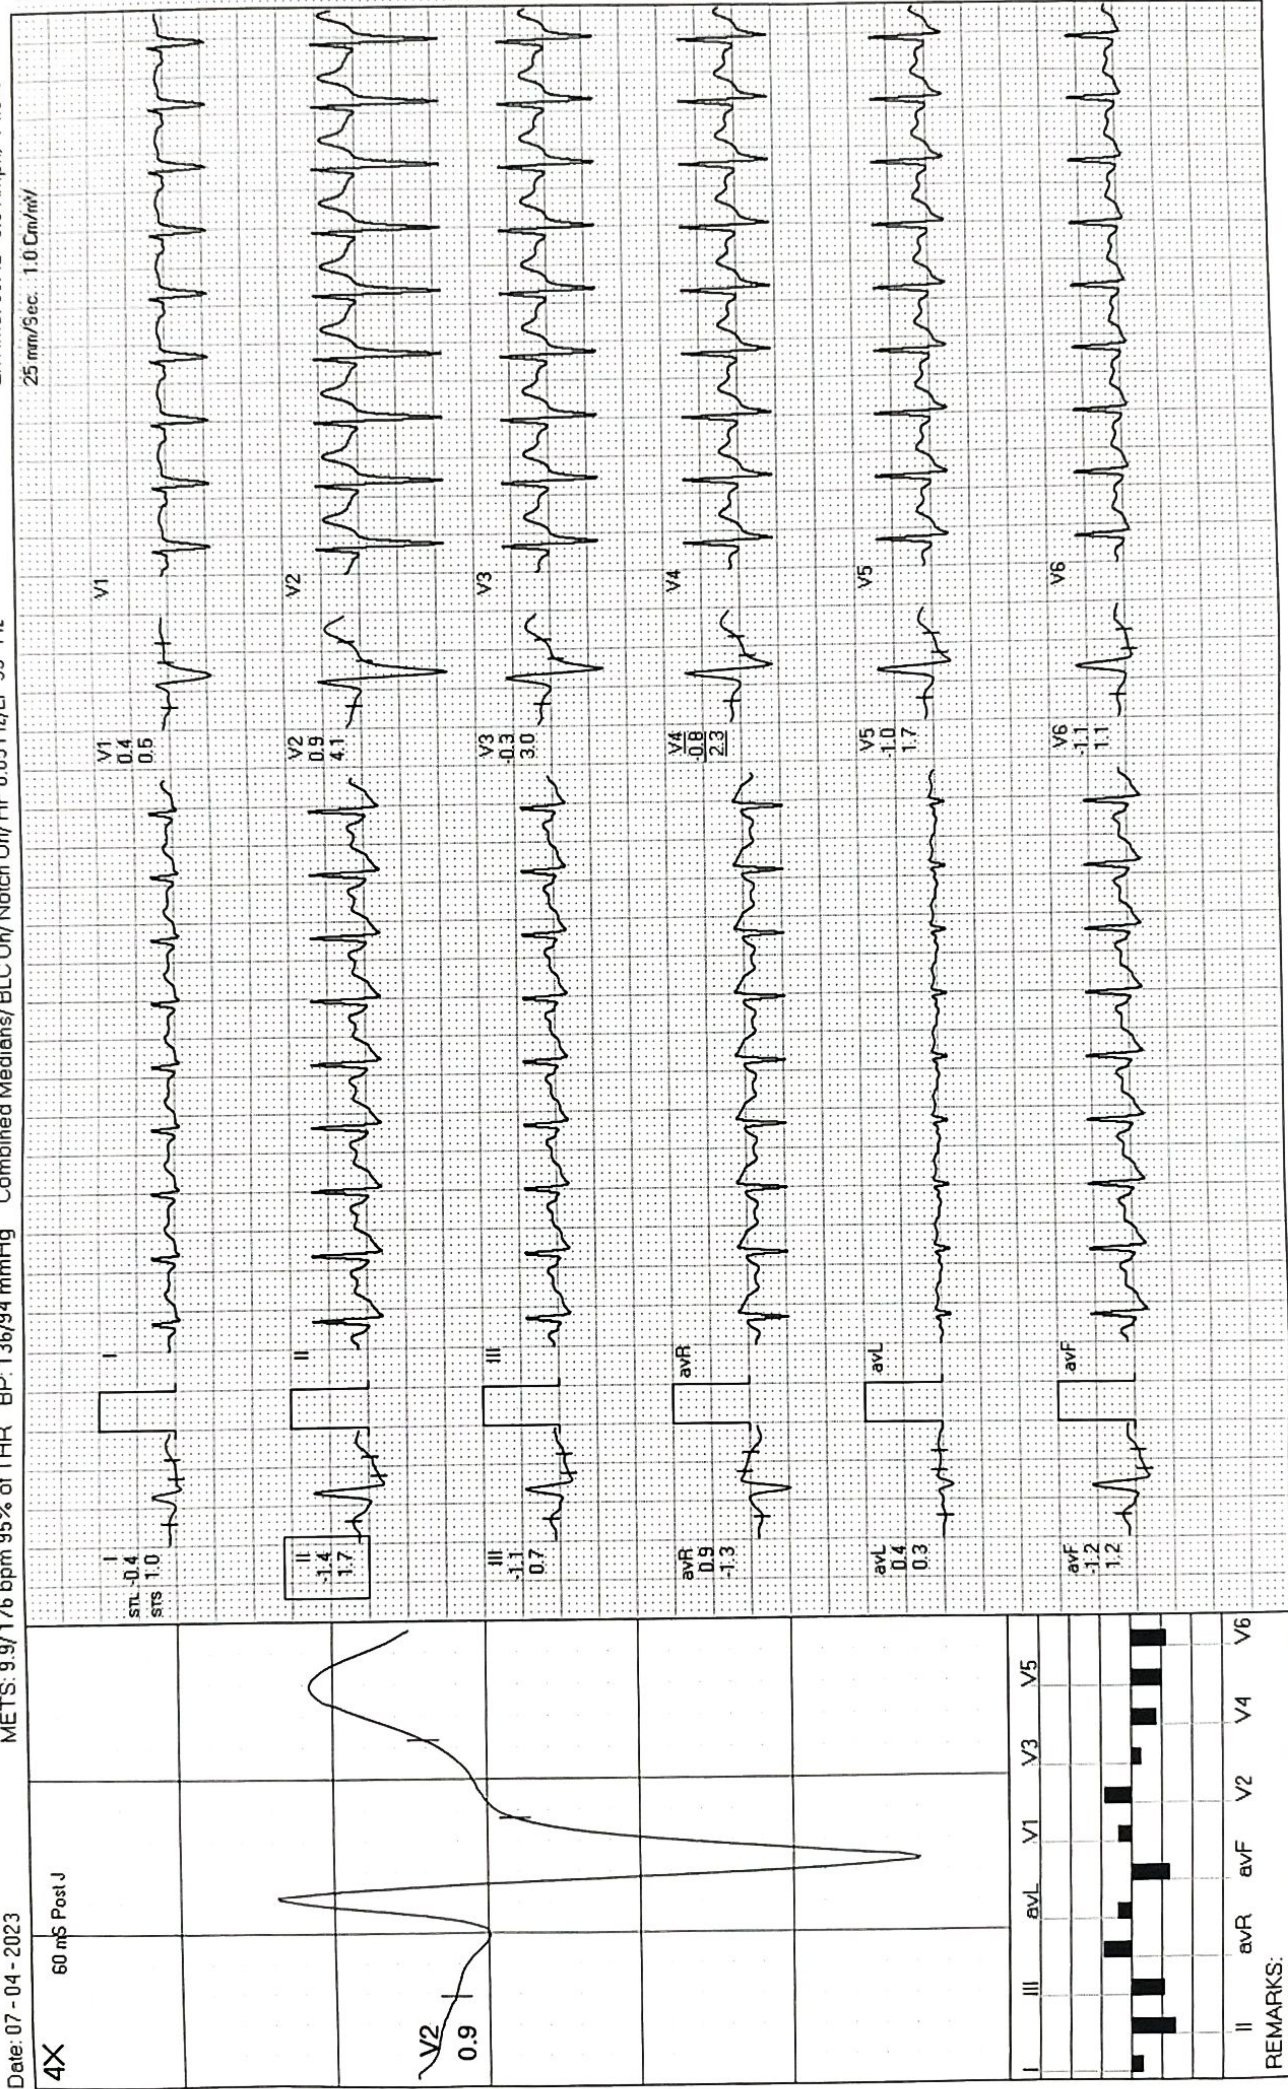 Date: 07 - 04 - 2023
METS: 9.9/ 176 bpm 95% of THR BP: 136/94 mmHg Combined Medians/ BLC On/ Notch On/ HF 0.05 Hz/LF 35 Hz
4X
60 mS Post J
25 mm/Sec. 1.0 Cm/mV
V2
0.9
I
STL -0.4
STS 1.0
I
V1
0.4
0.6
V1
II
-1.4
1.7
II
V2
0.9
4.1
V2
III
-1.1
0.7
III
V3
-0.3
3.0
V3
avR
0.9
-1.3
avR
V4
-0.8
2.3
V4
avL
0.4
0.3
avL
V5
-1.0
1.7
V5
avF
-1.2
1.2
avF
V6
-1.1
1.1
V6
I III avL V1 V3 V5
II avR avF V2 V4 V6
REMARKS: